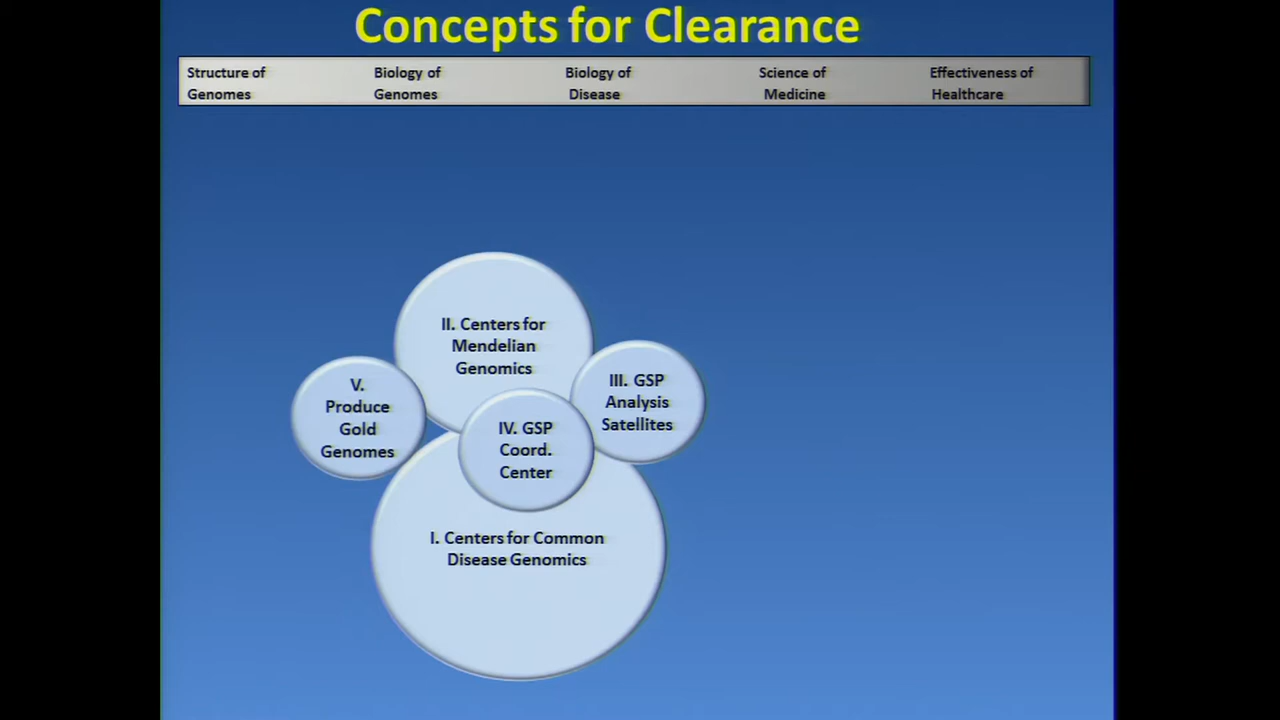 Concepts for Clearance
Structure of
Genomes
Biology of
Genomes
Biology of
Disease
Science of
Medicine
Effectiveness of
Healthcare
II. Centers for
Mendelian
Genomics
V.
Produce
Gold
Genomes
III. GSP
Analysis
Satellites
IV. GSP
Coord.
Center
I. Centers for Common
Disease Genomics